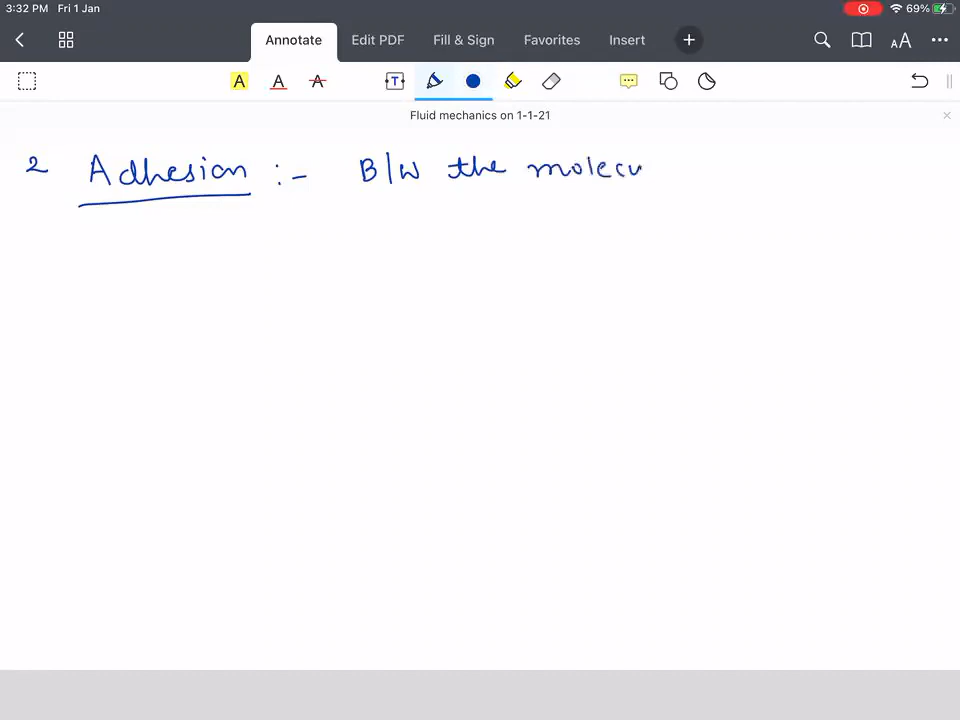 3:32 PM Fri 1 Jan 69%
Annotate Edit PDF Fill & Sign Favorites Insert
Fluid mechanics on 1-1-21
2 Adhesion :- B/W the molecu